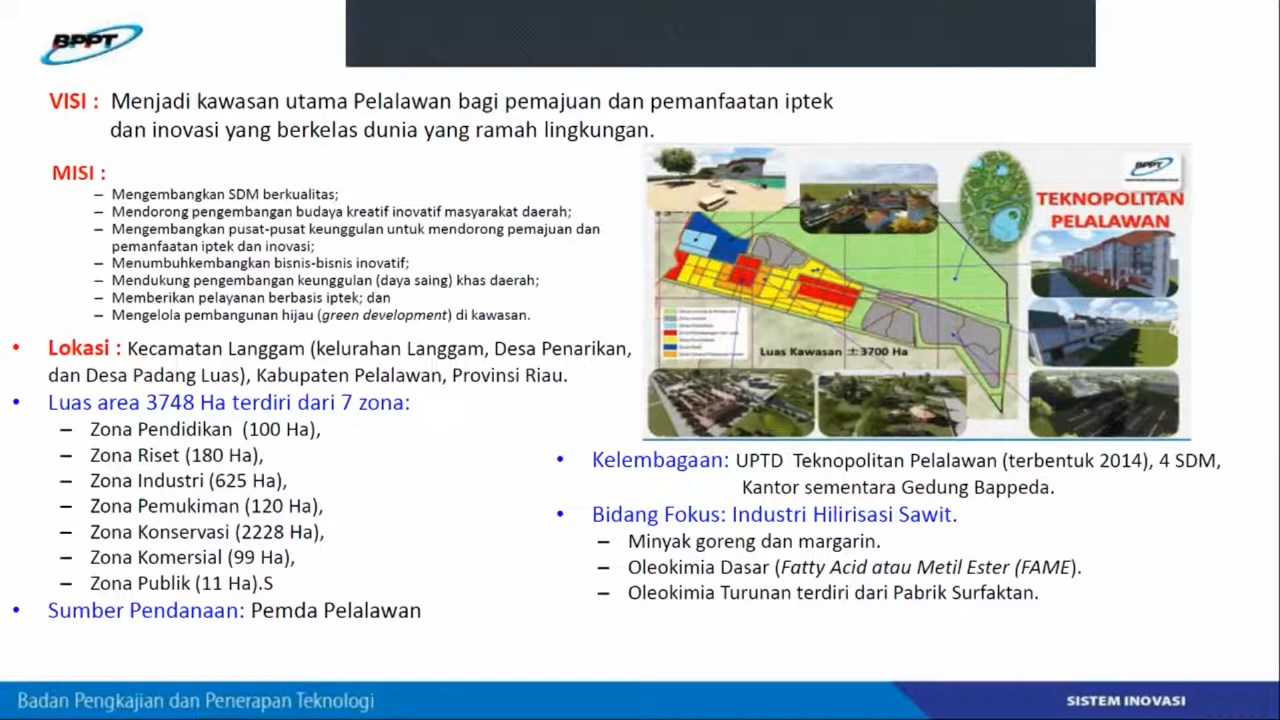 BPPT
VISI : Menjadi kawasan utama Pelalawan bagi pemajuan dan pemanfaatan iptek
dan inovasi yang berkelas dunia yang ramah lingkungan.
MISI :
– Mengembangkan SDM berkualitas;
– Mendorong pengembangan budaya kreatif inovatif masyarakat daerah;
– Mengembangkan pusat-pusat keunggulan untuk mendorong pemajuan dan
pemanfaatan iptek dan inovasi;
– Menumbuhkembangkan bisnis-bisnis inovatif;
– Mendukung pengembangan keunggulan (daya saing) khas daerah;
– Memberikan pelayanan berbasis iptek; dan
– Mengelola pembangunan hijau (green development) di kawasan.
• Lokasi : Kecamatan Langgam (kelurahan Langgam, Desa Penarikan,
dan Desa Padang Luas), Kabupaten Pelalawan, Provinsi Riau.
• Luas area 3748 Ha terdiri dari 7 zona:
– Zona Pendidikan (100 Ha),
– Zona Riset (180 Ha),
– Zona Industri (625 Ha),
– Zona Pemukiman (120 Ha),
– Zona Konservasi (2228 Ha),
– Zona Komersial (99 Ha),
– Zona Publik (11 Ha).S
• Sumber Pendanaan: Pemda Pelalawan
BPPT
TEKNOPOLITAN
PELALAWAN
Luas Kawasan ±3700 Ha
• Kelembagaan: UPTD Teknopolitan Pelalawan (terbentuk 2014), 4 SDM,
Kantor sementara Gedung Bappeda.
• Bidang Fokus: Industri Hilirisasi Sawit.
– Minyak goreng dan margarin.
– Oleokimia Dasar (Fatty Acid atau Metil Ester (FAME).
– Oleokimia Turunan terdiri dari Pabrik Surfaktan.
Badan Pengkajian dan Penerapan Teknologi
SISTEM INOVASI